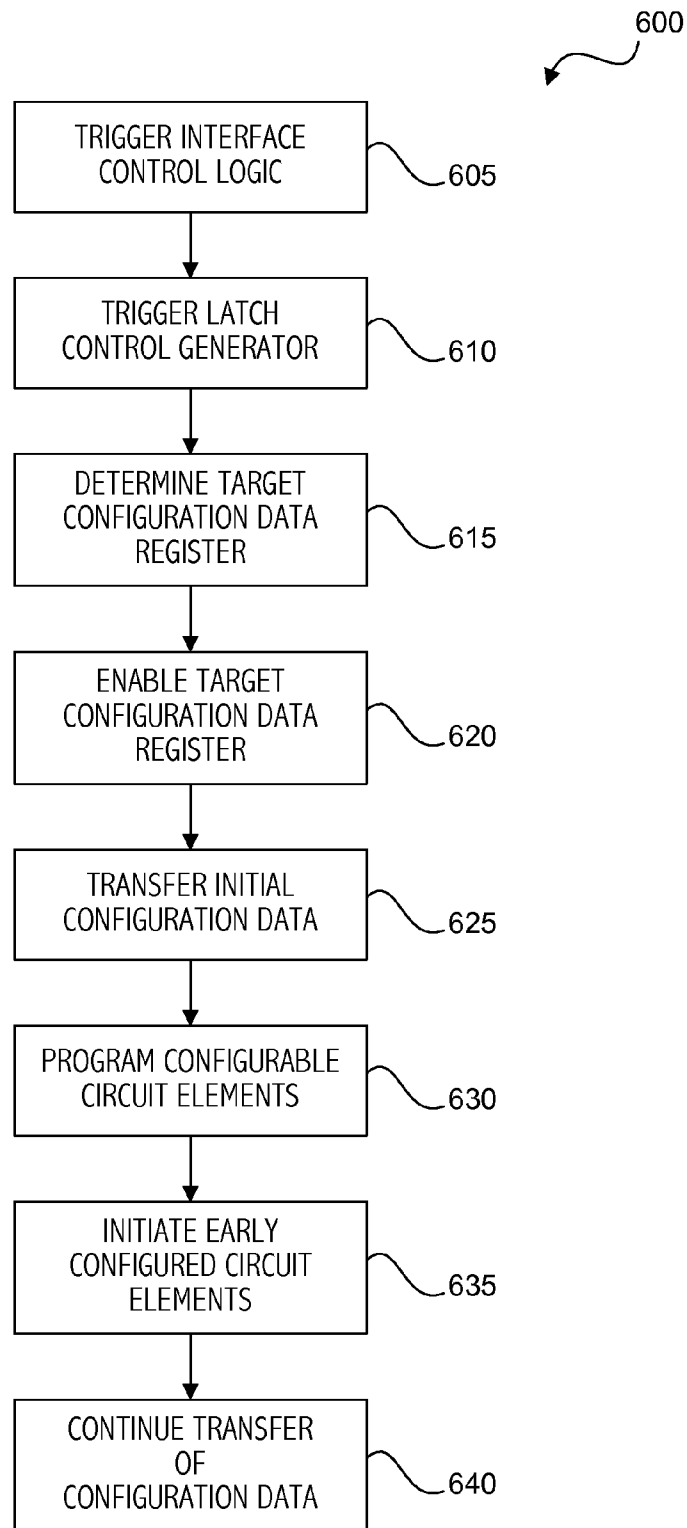 600
TRIGGER INTERFACE
CONTROL LOGIC
605
TRIGGER LATCH
CONTROL GENERATOR
610
DETERMINE TARGET
CONFIGURATION DATA
REGISTER
615
ENABLE TARGET
CONFIGURATION DATA
REGISTER
620
TRANSFER INITIAL
CONFIGURATION DATA
625
PROGRAM CONFIGURABLE
CIRCUIT ELEMENTS
630
INITIATE EARLY
CONFIGURED CIRCUIT
ELEMENTS
635
CONTINUE TRANSFER
OF
CONFIGURATION DATA
640